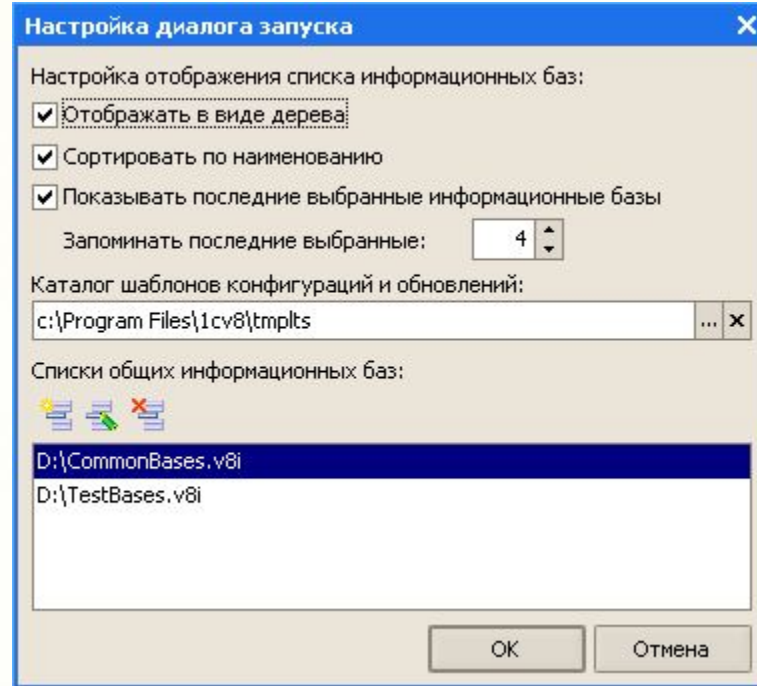 Настройка диалога запуска
Настройка отображения списка информационных баз:
Отображать в виде дерева
Сортировать по наименованию
Показывать последние выбранные информационные базы
Запоминать последние выбранные: 4
Каталог шаблонов конфигураций и обновлений:
c:\Program Files\1cv8\tmplts ...
Списки общих информационных баз:
D:\CommonBases.v8i
D:\TestBases.v8i
OK Отмена